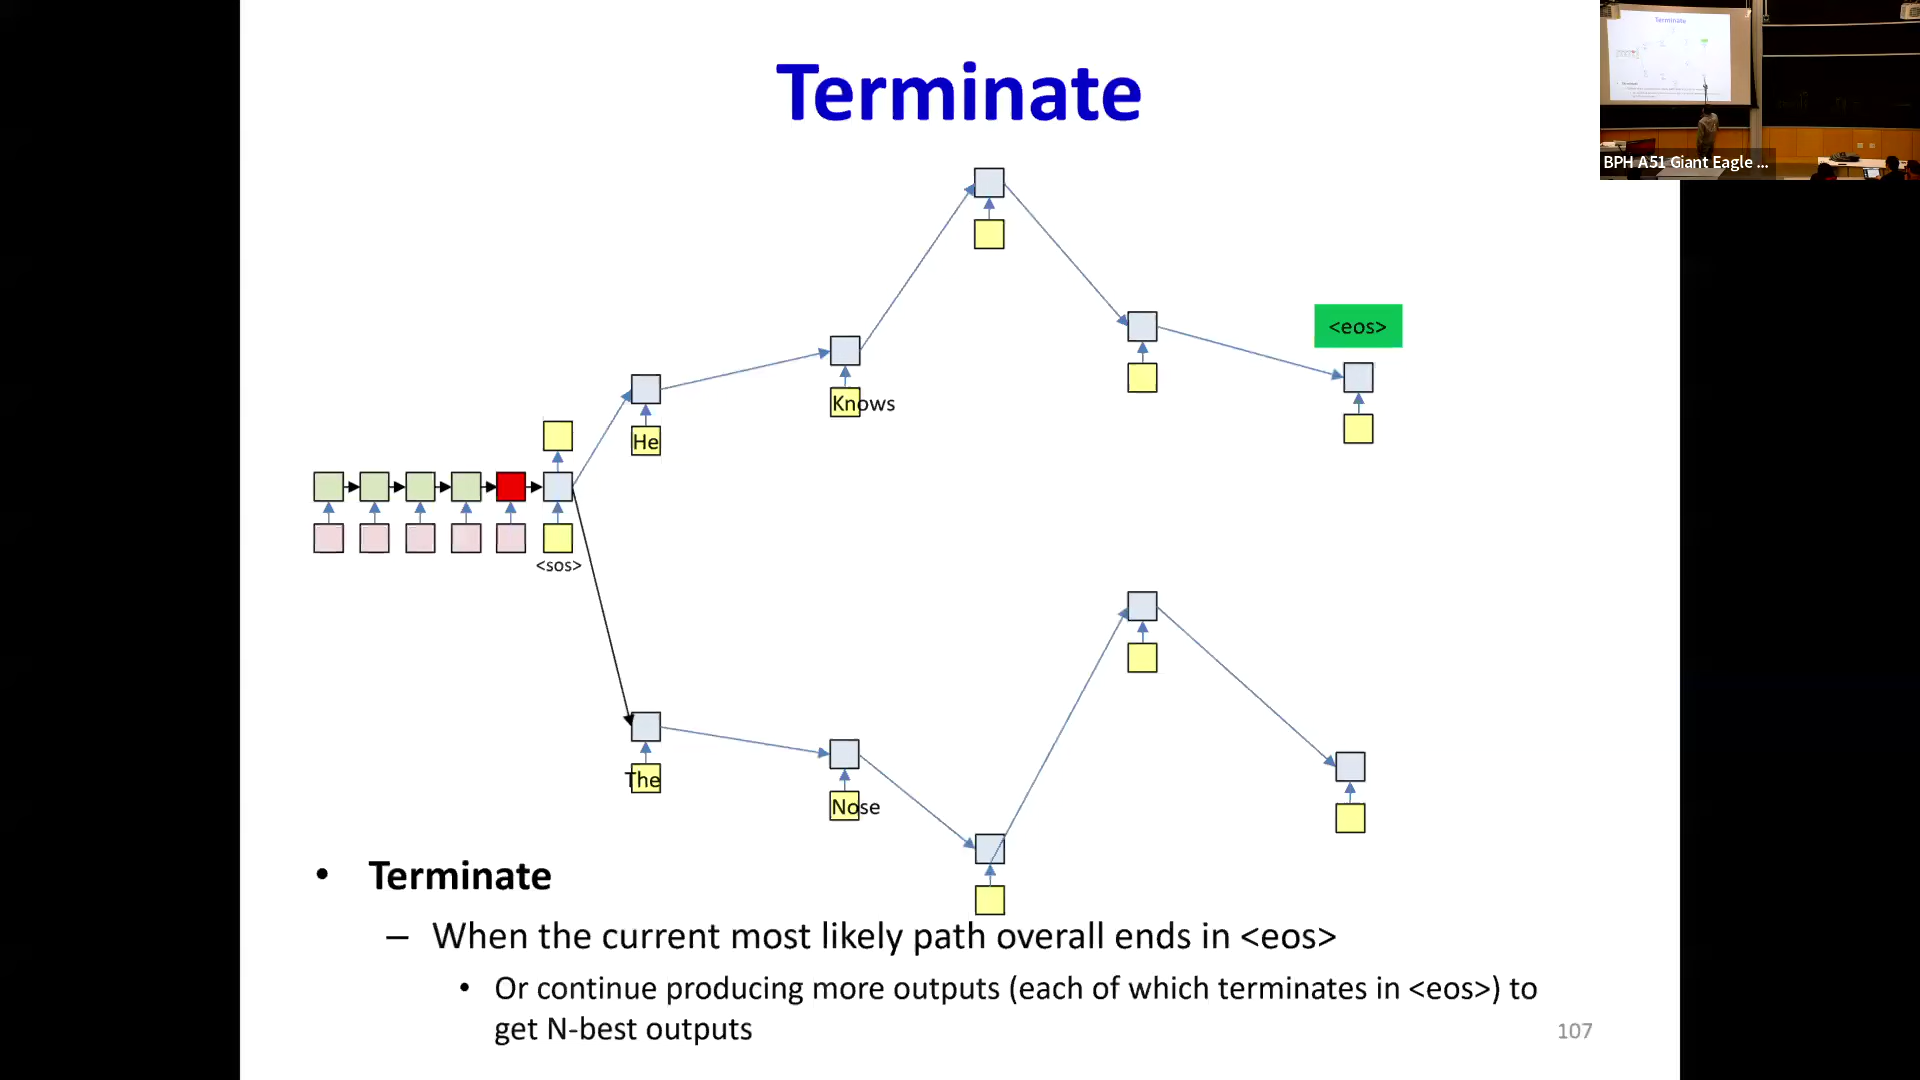 Terminate
Terminate
BPH A51 Giant Eagle ...
<eos>
Knows
He
<sos>
The
Nose
• Terminate
– When the current most likely path overall ends in <eos>
• Or continue producing more outputs (each of which terminates in <eos>) to
get N-best outputs
107